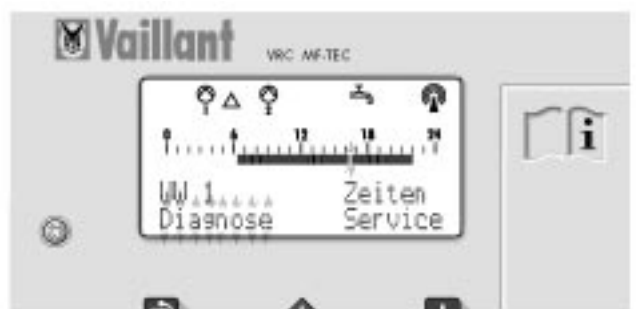 Vaillant
VRC MF-TEC
0 6 12 18 24
WW 1 Zeiten
Diagnose Service
i